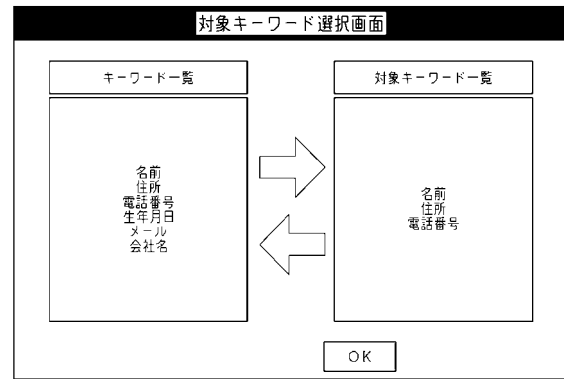 対象キーワード選択画面
キーワード一覧
名前
住所
電話番号
生年月日
メール
会社名
対象キーワード一覧
名前
住所
電話番号
OK